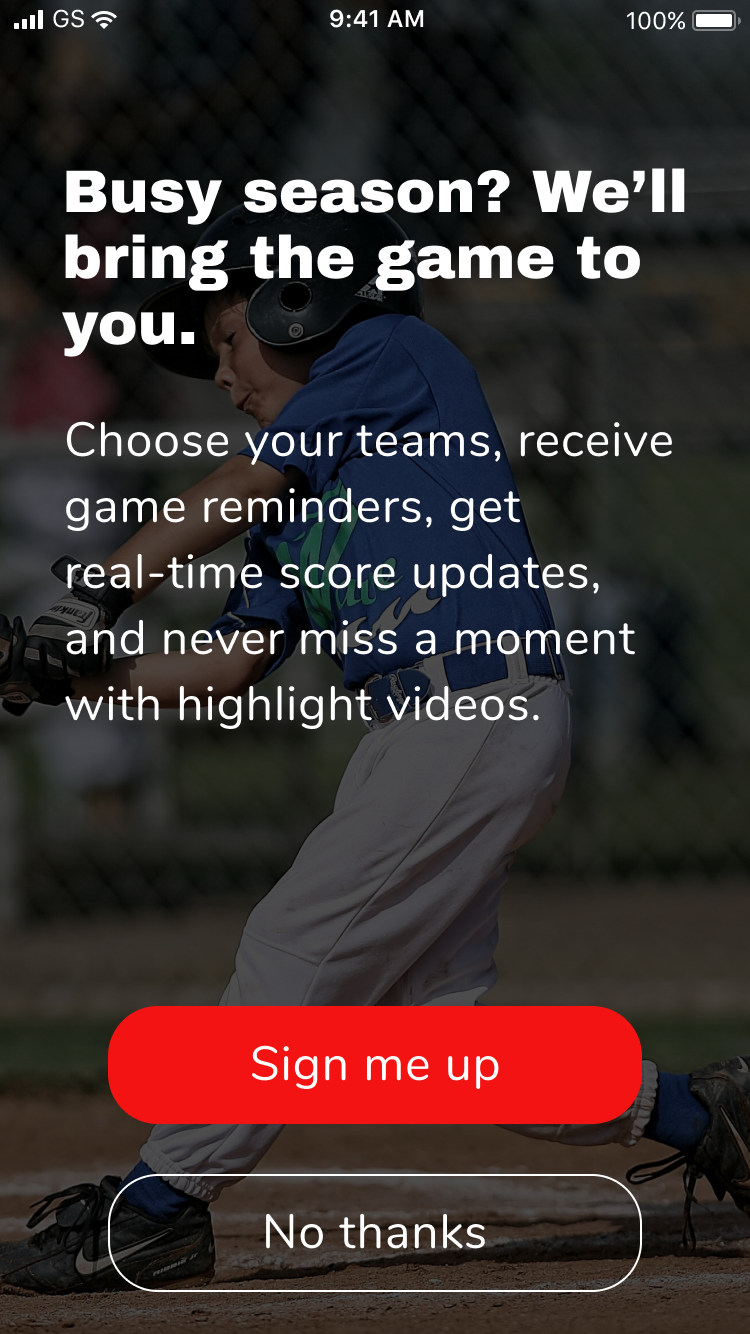 GS 9:41 AM 100%
Busy season? We’ll
bring the game to
you.
Choose your teams, receive
game reminders, get
real-time score updates,
and never miss a moment
with highlight videos.
Franklin
Sign me up
No thanks